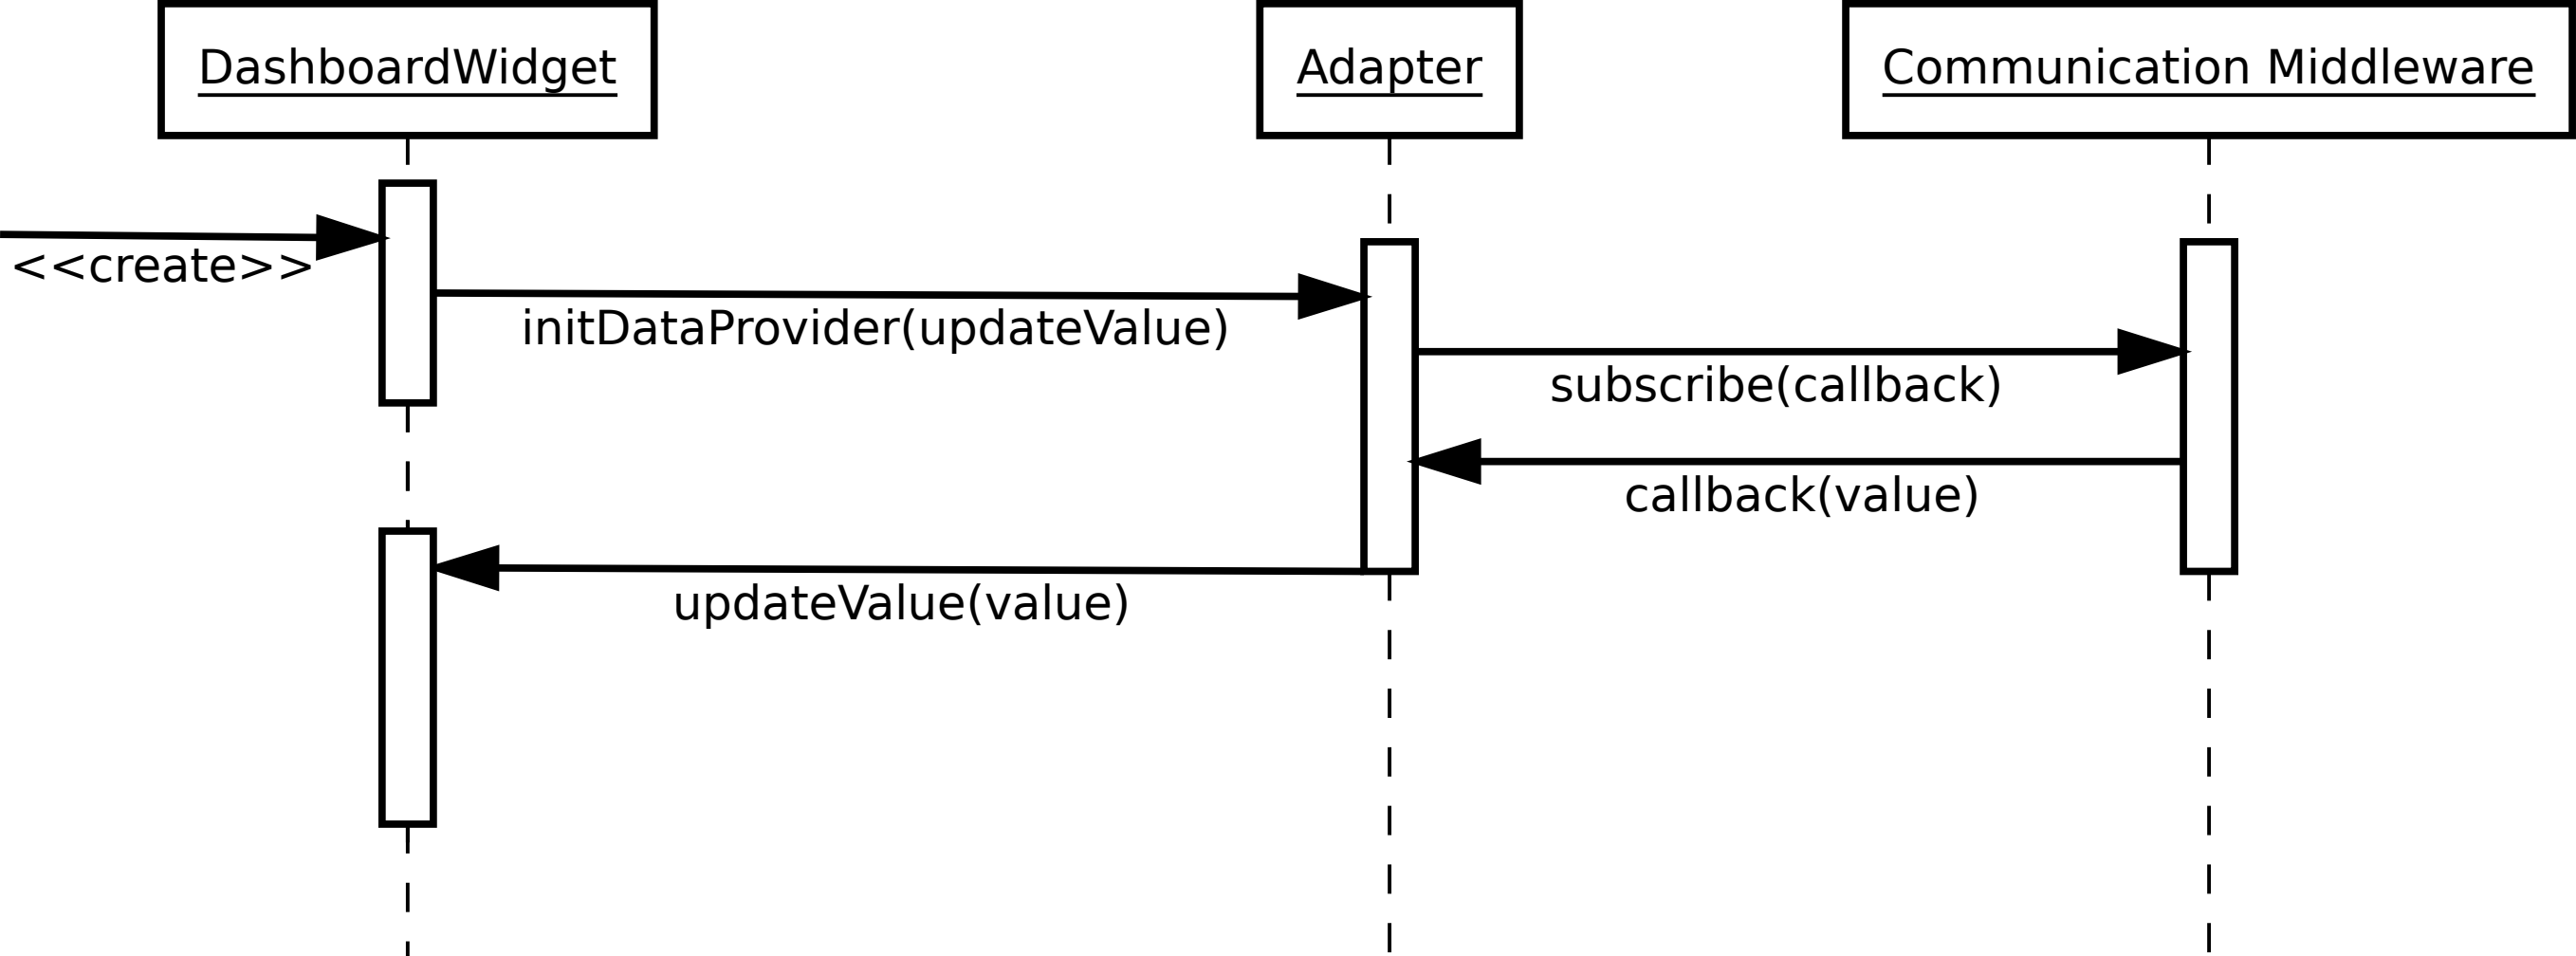 DashboardWidget
Adapter
Communication Middleware
<<create>>
initDataProvider(updateValue)
subscribe(callback)
callback(value)
updateValue(value)